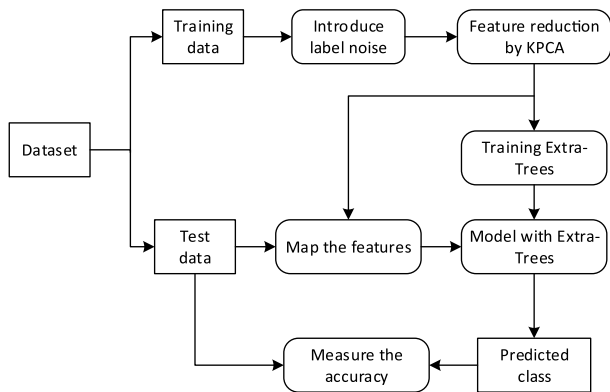 Training
data
Introduce
label noise
Feature reduction
by KPCA
Dataset
Training Extra-
Trees
Test
data
Map the features
Model with Extra-
Trees
Measure the
accuracy
Predicted
class